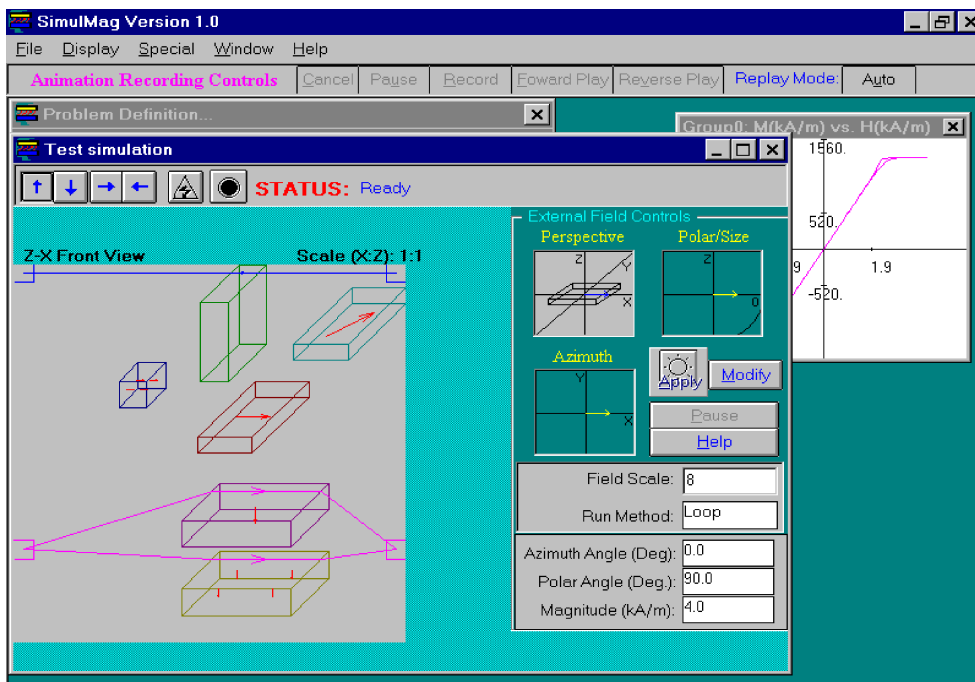 SimulMag Version 1.0
File Display Special Window Help
Animation Recording Controls Cancel Pause Record Foward Play Reverse Play Replay Mode: Auto
Problem Definition...
Group0: M(kA/m) vs. H(kA/m)
Test simulation
STATUS: Ready
1560.
520.
-520.
9
1.9
External Field Controls
Perspective Polar/Size
Z-X Front View Scale (X:Z): 1:1
Z Y X
Z 0
Azimuth
Y X
Apply Modify
Pause
Help
Field Scale: 8
Run Method: Loop
Azimuth Angle (Deg): 0.0
Polar Angle (Deg.): 90.0
Magnitude (kA/m): 4.0